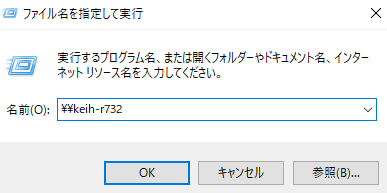 ファイル名を指定して実行
実行するプログラム名、または開くフォルダーやドキュメント名、インター
ネット リソース名を入力してください。
名前(O): ¥¥keih-r732
OK キャンセル 参照(B)...